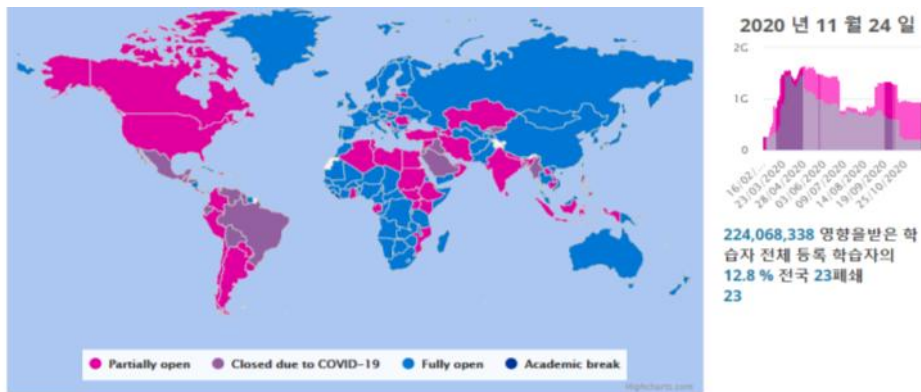 2020 년 11 월 24 일
2G
1G
0
16/02/...
23/03/2020
28/04/2020
03/06/2020
09/07/2020
14/08/2020
19/09/2020
25/10/2020
224,068,338 영향을받은 학
습자 전체 등록 학습자의
12.8 % 전국 23폐쇄
23
Partially open Closed due to COVID-19 Fully open Academic break
Highcharts.com